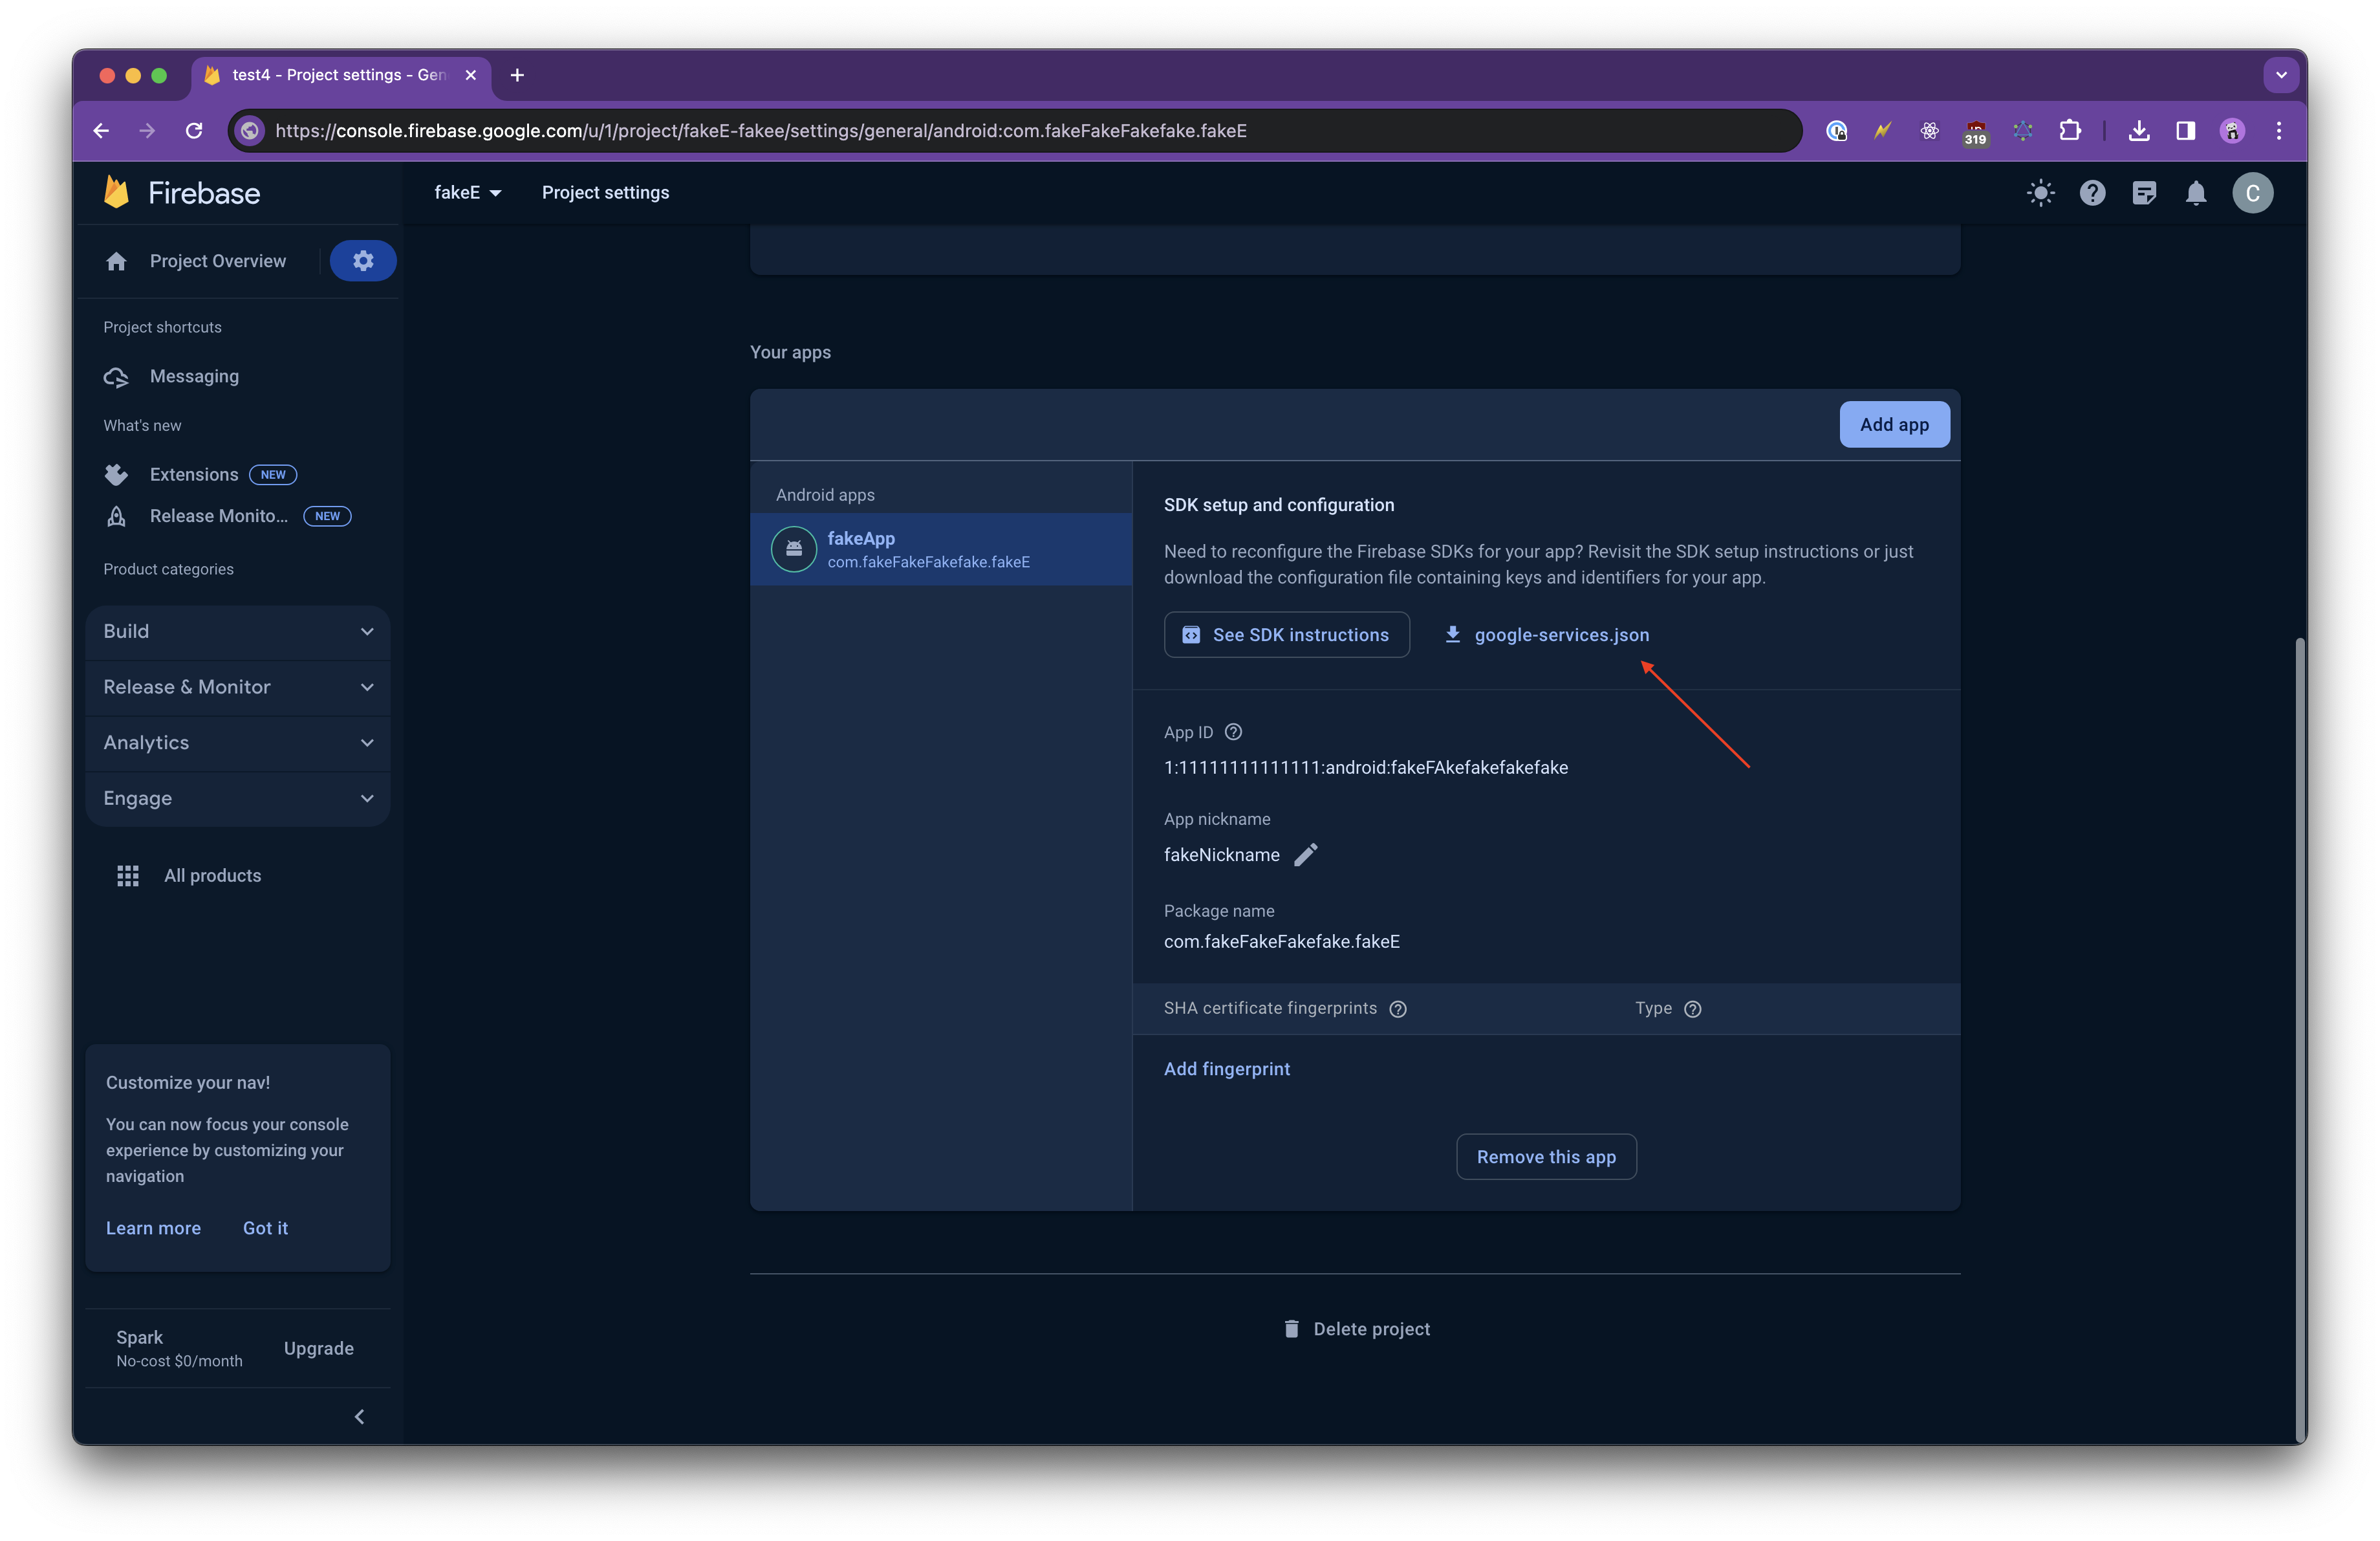 test4 - Project settings - Gen
https://console.firebase.google.com/u/1/project/fakeE-fakee/settings/general/android:com.fakeFakeFakefake.fakeE
319
Firebase
fakeE
Project settings
C
Project Overview
Project shortcuts
Messaging
What's new
Extensions NEW
Release Monito... NEW
Product categories
Build
Release & Monitor
Analytics
Engage
All products
Customize your nav!
You can now focus your console
experience by customizing your
navigation
Learn more Got it
Spark
No-cost $0/month
Upgrade
Your apps
Add app
Android apps
fakeApp
com.fakeFakeFakefake.fakeE
SDK setup and configuration
Need to reconfigure the Firebase SDKs for your app? Revisit the SDK setup instructions or just
download the configuration file containing keys and identifiers for your app.
See SDK instructions
google-services.json
App ID
1:11111111111111:android:fakeFAkefakefakefake
App nickname
fakeNickname
Package name
com.fakeFakeFakefake.fakeE
SHA certificate fingerprints
Type
Add fingerprint
Remove this app
Delete project